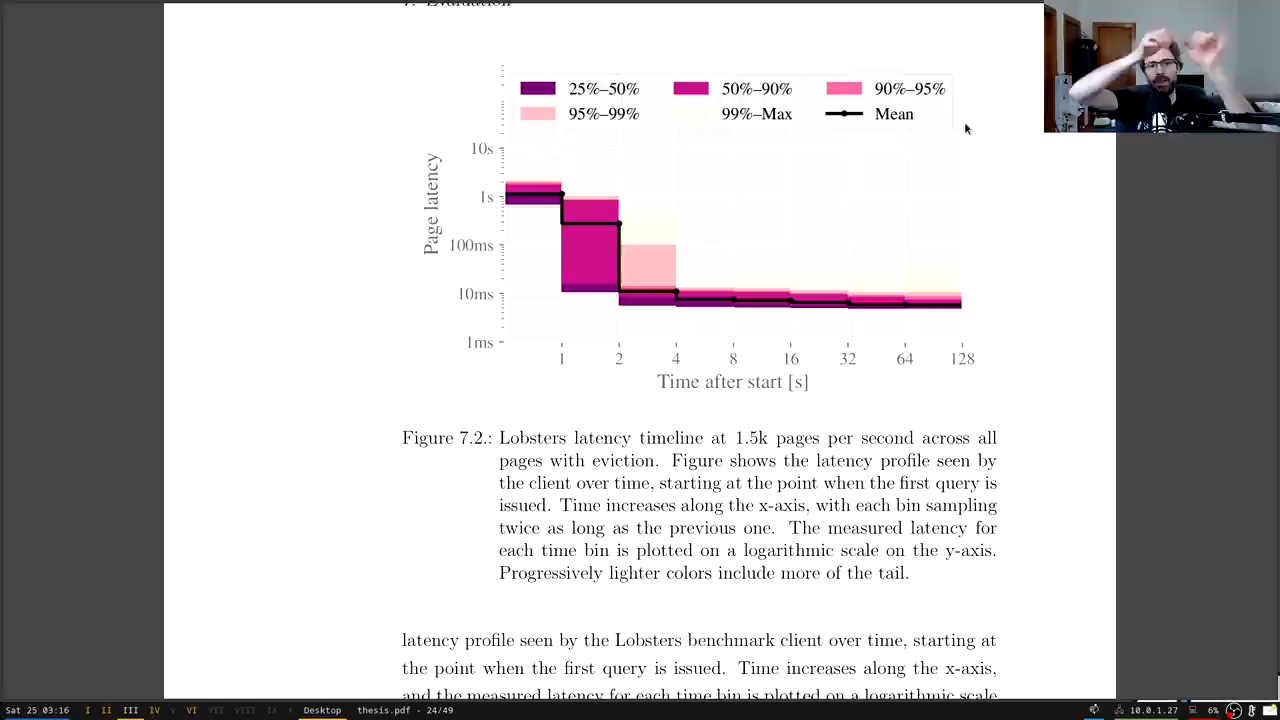 7. Evaluation
25%–50%
50%–90%
90%–95%
95%–99%
99%–Max
Mean
Page latency
10s
1s
100ms
10ms
1ms
1 2 4 8 16 32 64 128
Time after start [s]
Figure 7.2.: Lobsters latency timeline at 1.5k pages per second across all
pages with eviction. Figure shows the latency profile seen by
the client over time, starting at the point when the first query is
issued. Time increases along the x-axis, with each bin sampling
twice as long as the previous one. The measured latency for
each time bin is plotted on a logarithmic scale on the y-axis.
Progressively lighter colors include more of the tail.
latency profile seen by the Lobsters benchmark client over time, starting at
the point when the first query is issued. Time increases along the x-axis,
and the measured latency for each time bin is plotted on a logarithmic scale
Sat 25 03:16 I II III IV V VI VII VIII IX X Desktop thesis.pdf - 24/49 10.0.1.27 6%